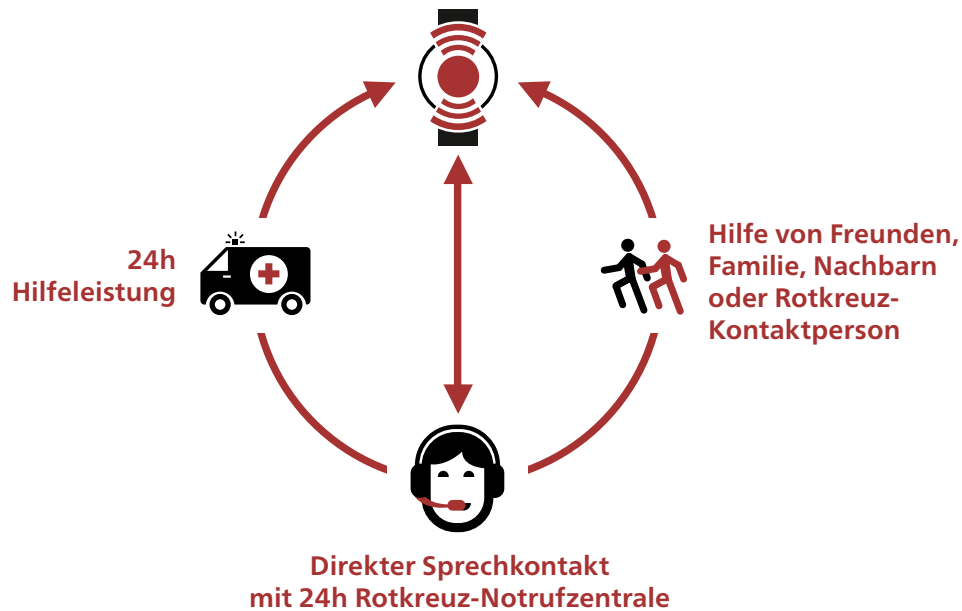 24h
Hilfeleistung
Hilfe von Freunden,
Familie, Nachbarn
oder Rotkreuz-
Kontaktperson
Direkter Sprechkontakt
mit 24h Rotkreuz-Notrufzentrale